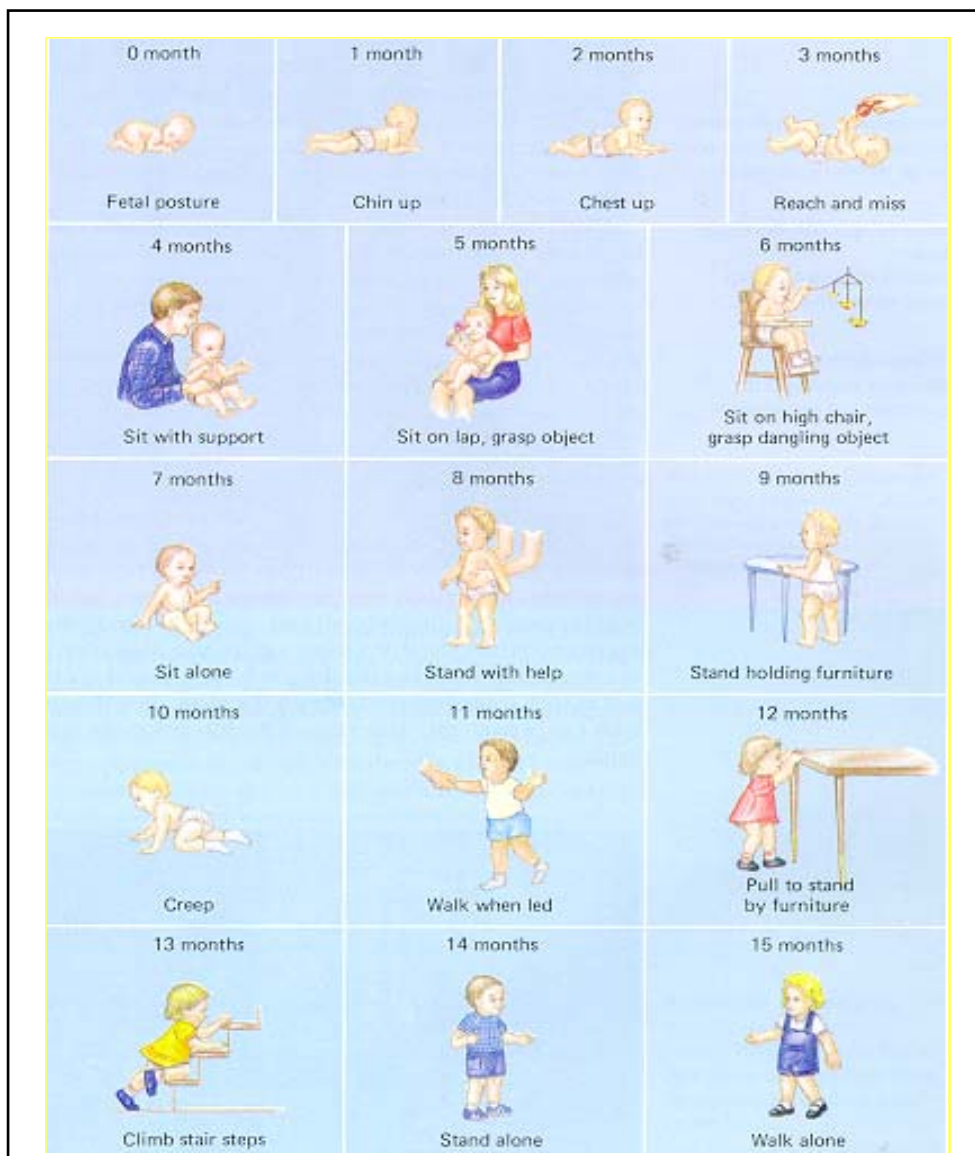 0 month
1 month
2 months
3 months
Fetal posture
Chin up
Chest up
Reach and miss
4 months
5 months
6 months
Sit with support
Sit on lap, grasp object
Sit on high chair,
grasp dangling object
7 months
8 months
9 months
Sit alone
Stand with help
Stand holding furniture
10 months
11 months
12 months
Creep
Walk when led
Pull to stand
by furniture
13 months
14 months
15 months
Climb stair steps
Stand alone
Walk alone